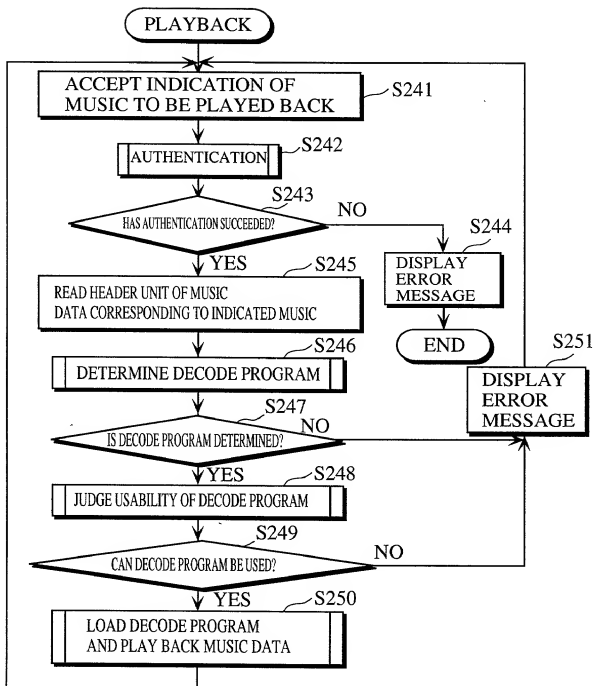 PLAYBACK
ACCEPT INDICATION OF
MUSIC TO BE PLAYED BACK
S241
S242
AUTHENTICATION
S243
HAS AUTHENTICATION SUCCEEDED?
NO
YES
S244
DISPLAY
ERROR
MESSAGE
END
S245
READ HEADER UNIT OF MUSIC
DATA CORRESPONDING TO INDICATED MUSIC
S246
DETERMINE DECODE PROGRAM
S251
DISPLAY
ERROR
MESSAGE
S247
IS DECODE PROGRAM DETERMINED?
NO
YES
S248
JUDGE USABILITY OF DECODE PROGRAM
S249
CAN DECODE PROGRAM BE USED?
NO
YES
S250
LOAD DECODE PROGRAM
AND PLAY BACK MUSIC DATA